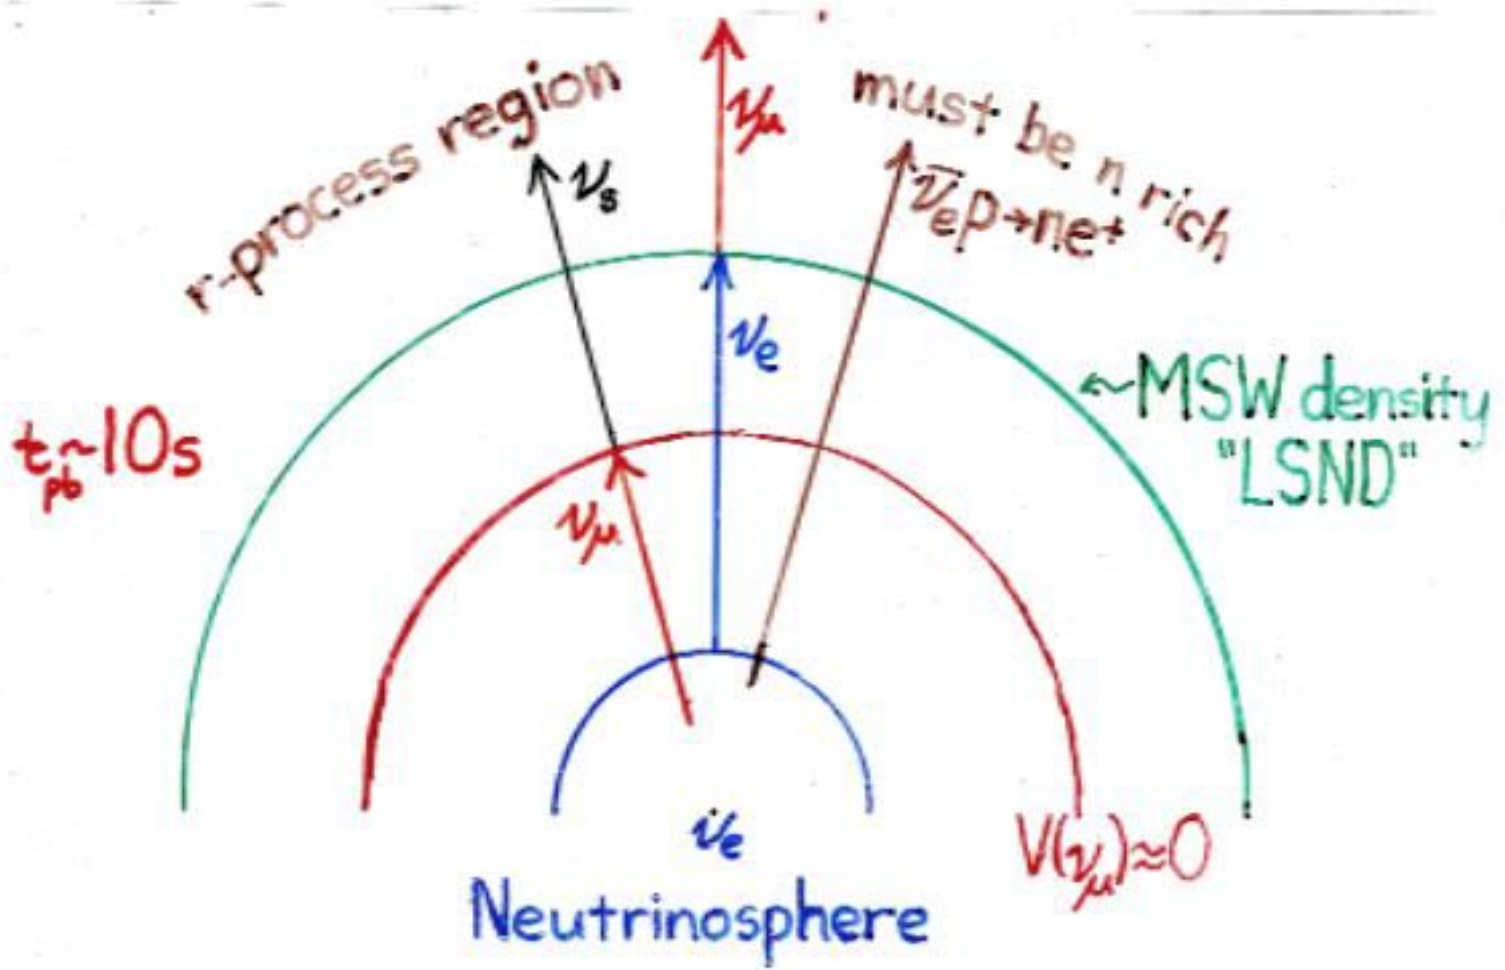 r-process region
must be n rich
ν_μ
ν_s
ν̄_e p→ne⁺
ν_e
←~MSW density
"LSND"
t_pb~10s
ν_μ
V(ν_μ)≈0
ν_e
Neutrinosphere